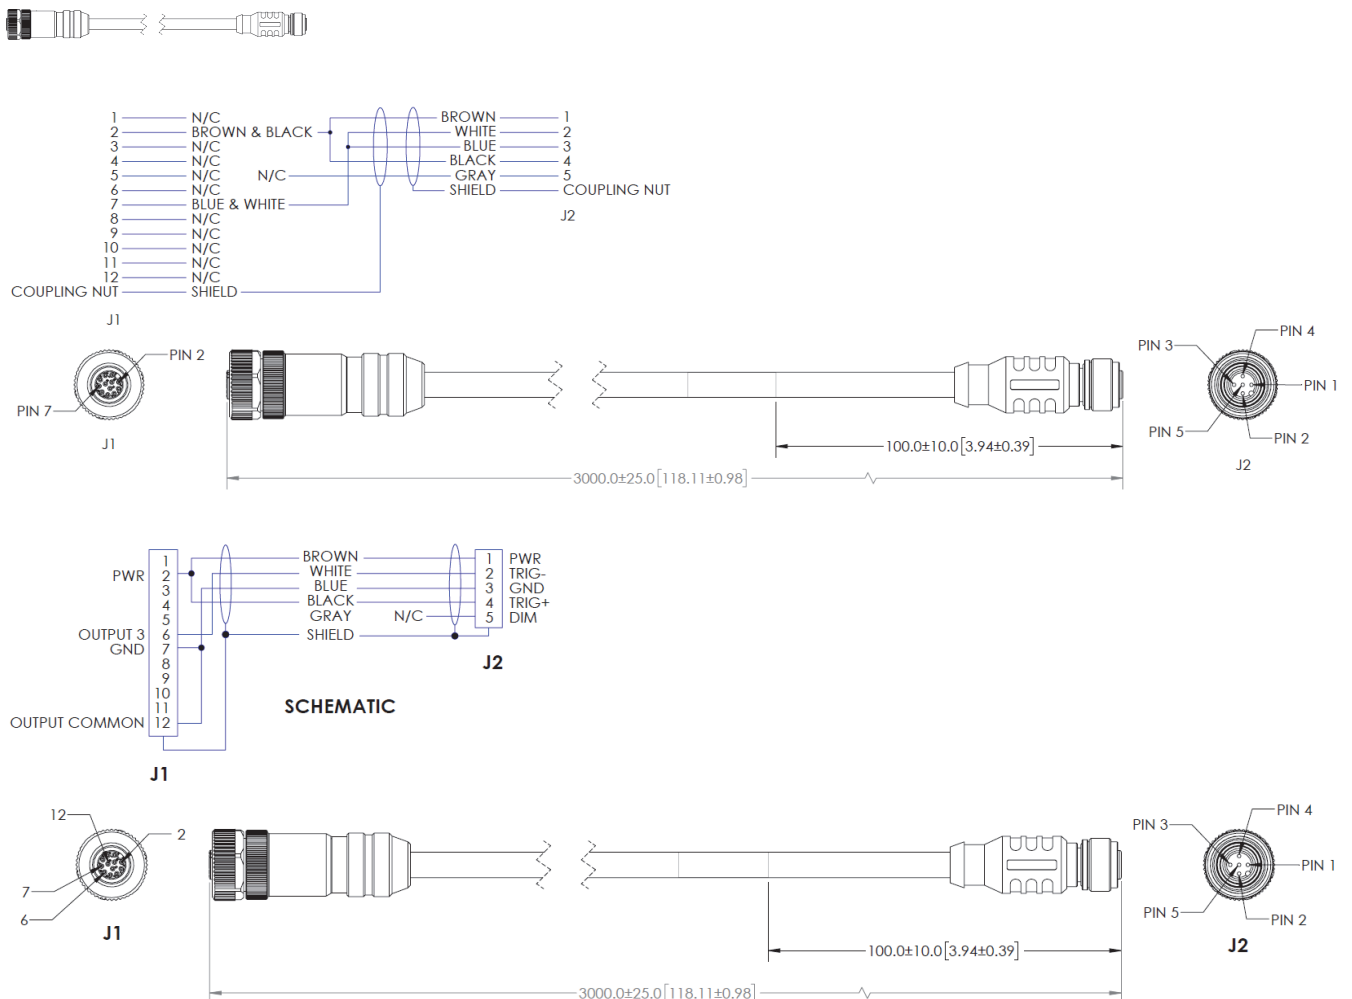 1 N/C BROWN 1
2 BROWN & BLACK WHITE 2
3 N/C BLUE 3
4 N/C BLACK 4
5 N/C N/C GRAY 5
6 N/C SHIELD COUPLING NUT
7 BLUE & WHITE
8 N/C
J2
9 N/C
10 N/C
11 N/C
12 N/C
COUPLING NUT SHIELD
J1
PIN 2
PIN 7
J1
PIN 4
PIN 3
PIN 1
PIN 5
PIN 2
J2
100.0±10.0[3.94±0.39]
3000.0±25.0[118.11±0.98]
1 BROWN 1 PWR
PWR 2 WHITE 2 TRIG-
3 BLUE 3 GND
4 BLACK 4 TRIG+
5 GRAY N/C 5 DIM
OUTPUT 3 6 SHIELD
GND 7
8
J2
9
10
11
SCHEMATIC
OUTPUT COMMON 12
J1
12
2
7
6
J1
PIN 4
PIN 3
PIN 1
PIN 5
PIN 2
J2
100.0±10.0[3.94±0.39]
3000.0±25.0[118.11±0.98]